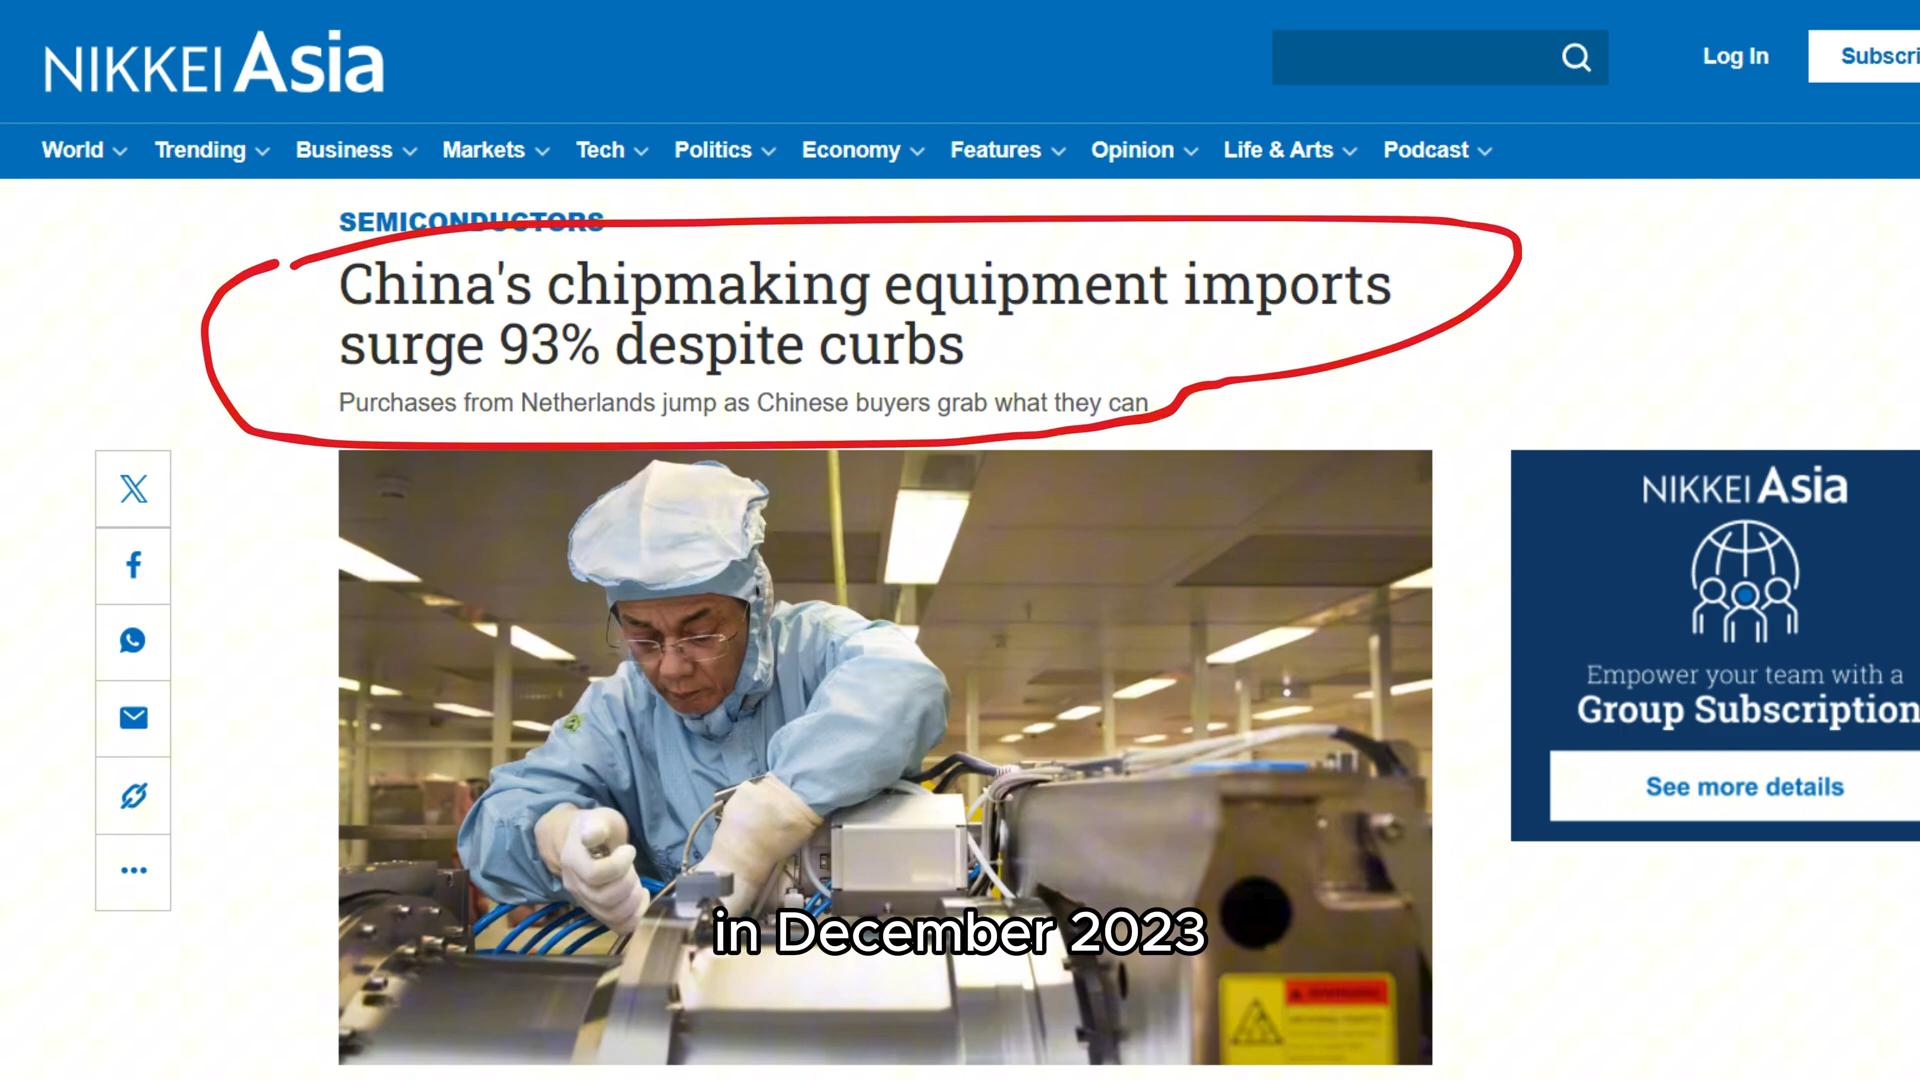 NIKKEI Asia
Log In
Subscri
World
Trending
Business
Markets
Tech
Politics
Economy
Features
Opinion
Life & Arts
Podcast
SEMICONDUCTORS
China's chipmaking equipment imports
surge 93% despite curbs
Purchases from Netherlands jump as Chinese buyers grab what they can
NIKKEI Asia
Empower your team with a
Group Subscription
See more details
in December 2023